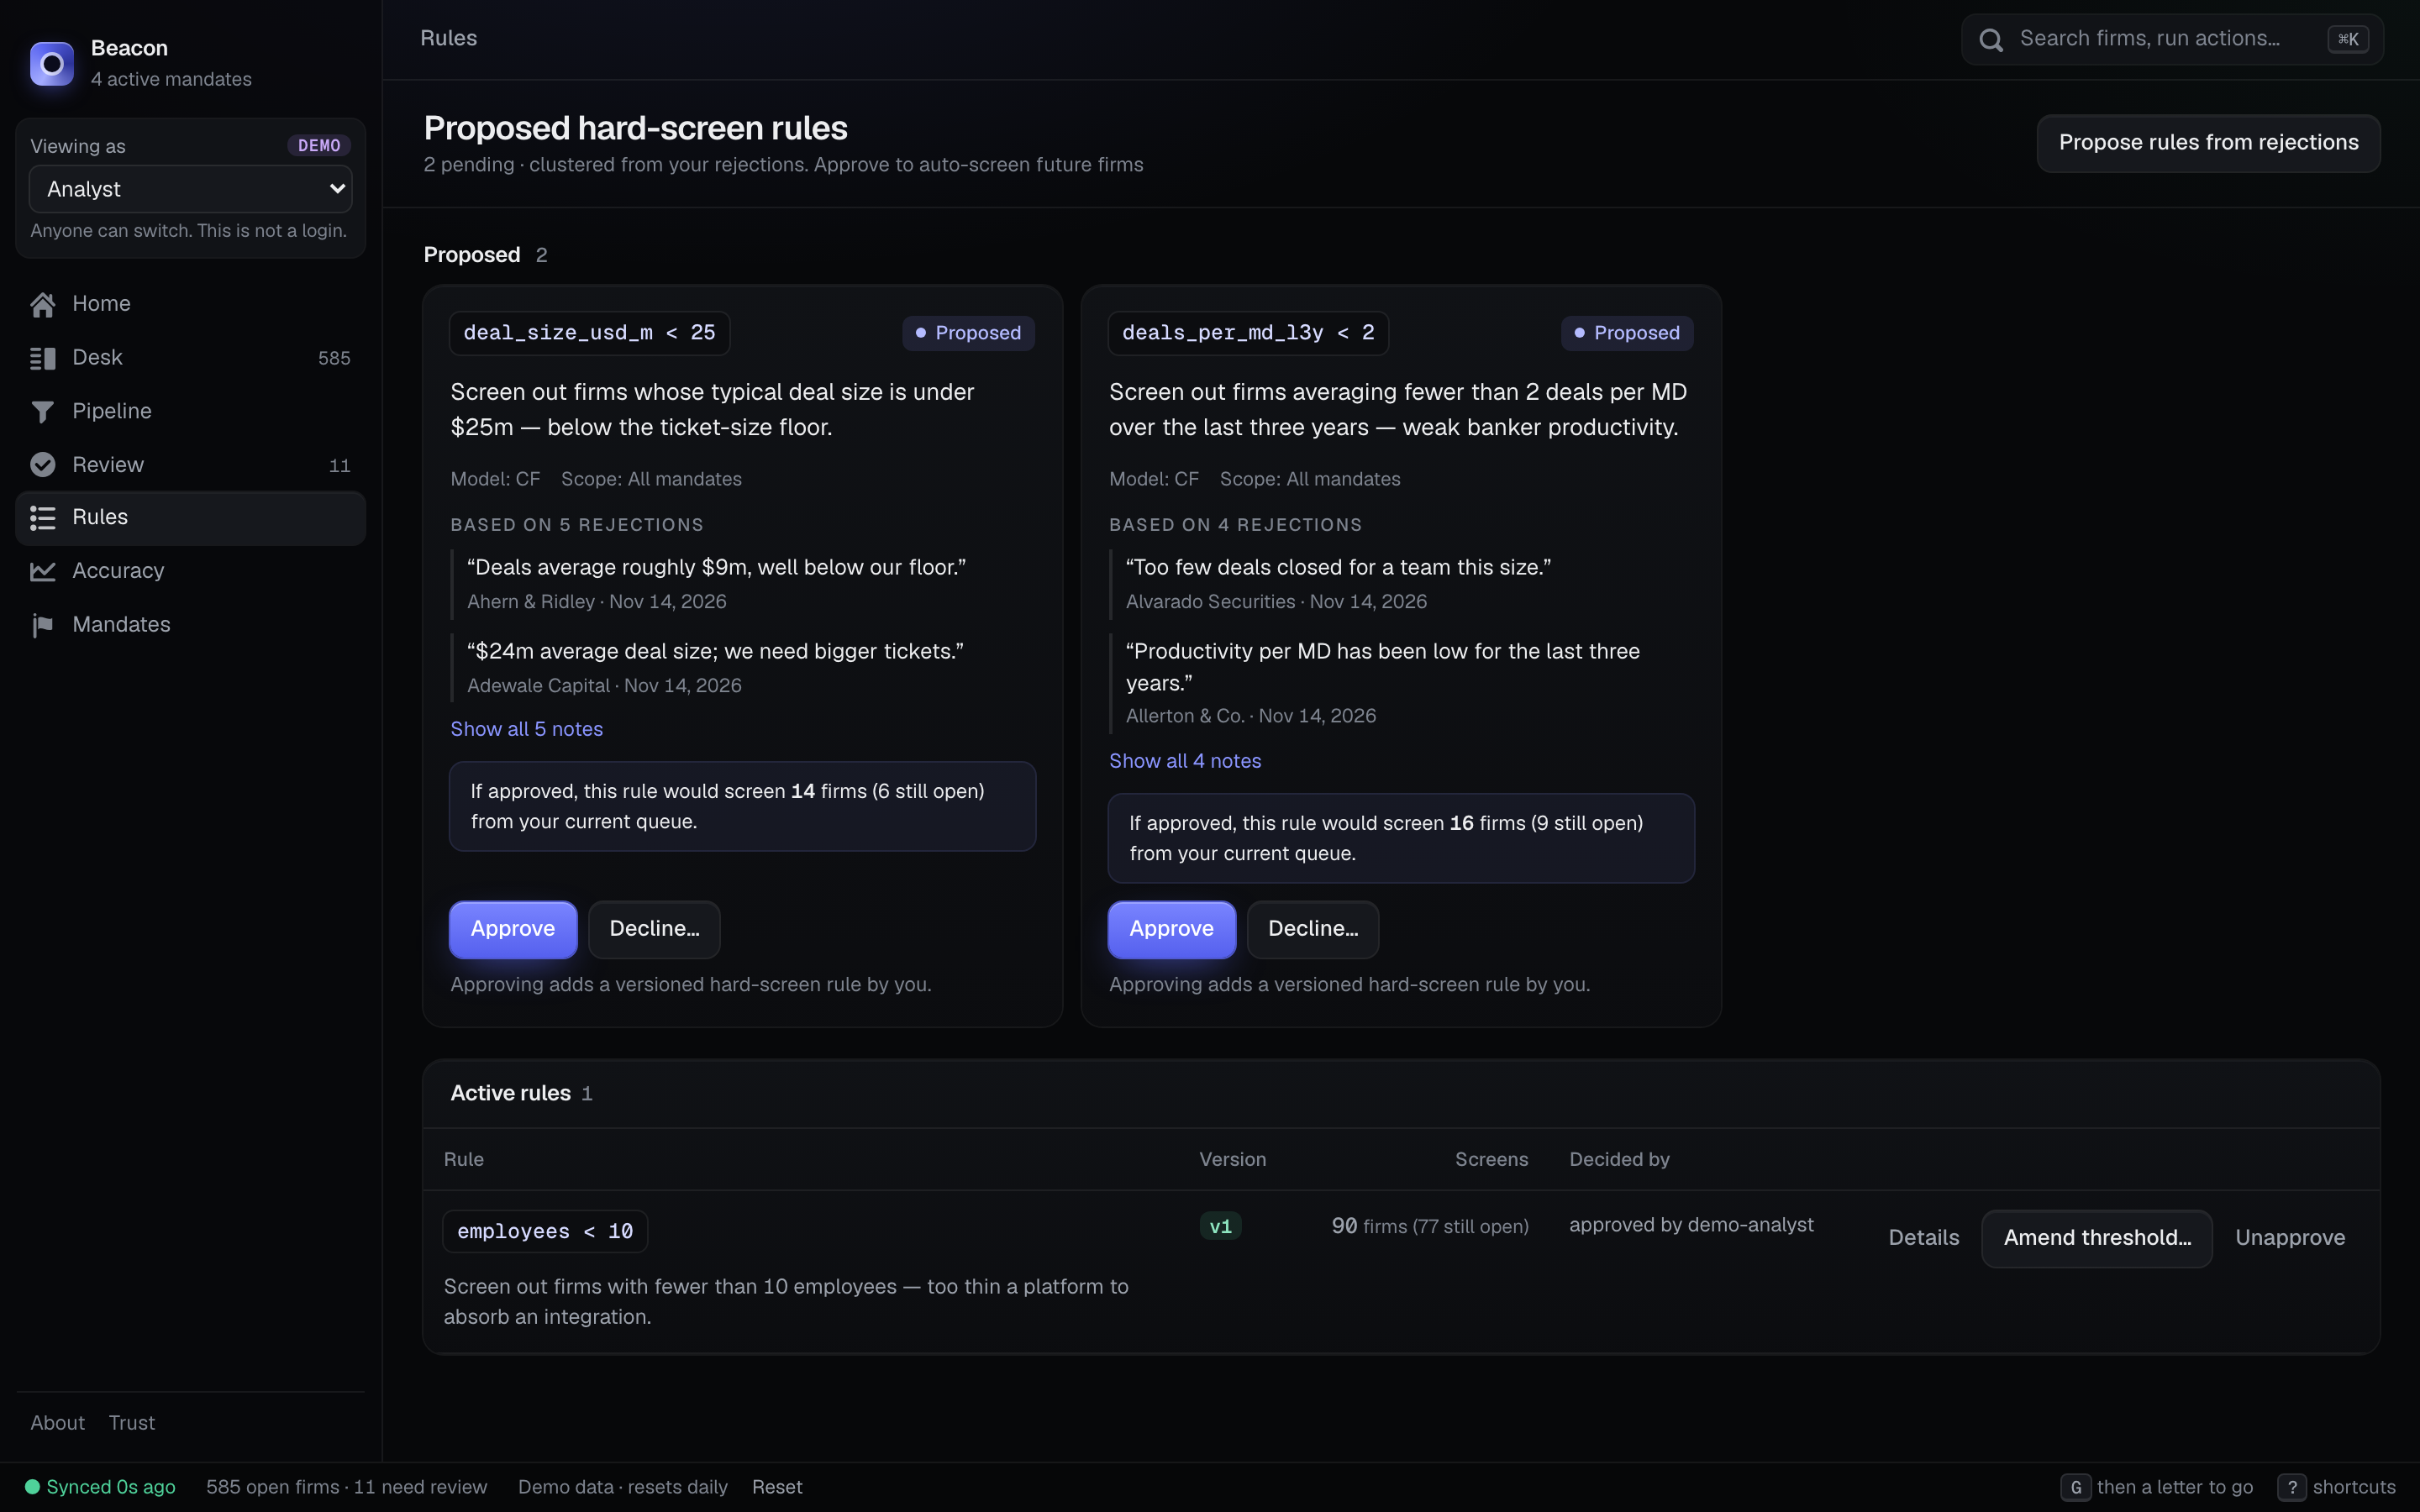 Beacon
4 active mandates
Viewing as
DEMO
Analyst
Anyone can switch. This is not a login.
Home
Desk 585
Pipeline
Review 11
Rules
Accuracy
Mandates
About Trust
Rules
Search firms, run actions… ⌘K
Proposed hard-screen rules
2 pending · clustered from your rejections. Approve to auto-screen future firms
Propose rules from rejections
Proposed 2
deal_size_usd_m < 25 Proposed
Screen out firms whose typical deal size is under
$25m — below the ticket-size floor.
Model: CF Scope: All mandates
BASED ON 5 REJECTIONS
“Deals average roughly $9m, well below our floor.”
Ahern & Ridley · Nov 14, 2026
“$24m average deal size; we need bigger tickets.”
Adewale Capital · Nov 14, 2026
Show all 5 notes
If approved, this rule would screen 14 firms (6 still open)
from your current queue.
Approve Decline…
Approving adds a versioned hard-screen rule by you.
deals_per_md_l3y < 2 Proposed
Screen out firms averaging fewer than 2 deals per MD
over the last three years — weak banker productivity.
Model: CF Scope: All mandates
BASED ON 4 REJECTIONS
“Too few deals closed for a team this size.”
Alvarado Securities · Nov 14, 2026
“Productivity per MD has been low for the last three
years.”
Allerton & Co. · Nov 14, 2026
Show all 4 notes
If approved, this rule would screen 16 firms (9 still open)
from your current queue.
Approve Decline…
Approving adds a versioned hard-screen rule by you.
Active rules 1
Rule Version Screens Decided by
employees < 10 v1 90 firms (77 still open) approved by demo-analyst Details Amend threshold… Unapprove
Screen out firms with fewer than 10 employees — too thin a platform to
absorb an integration.
Synced 0s ago 585 open firms · 11 need review Demo data · resets daily Reset G then a letter to go ? shortcuts